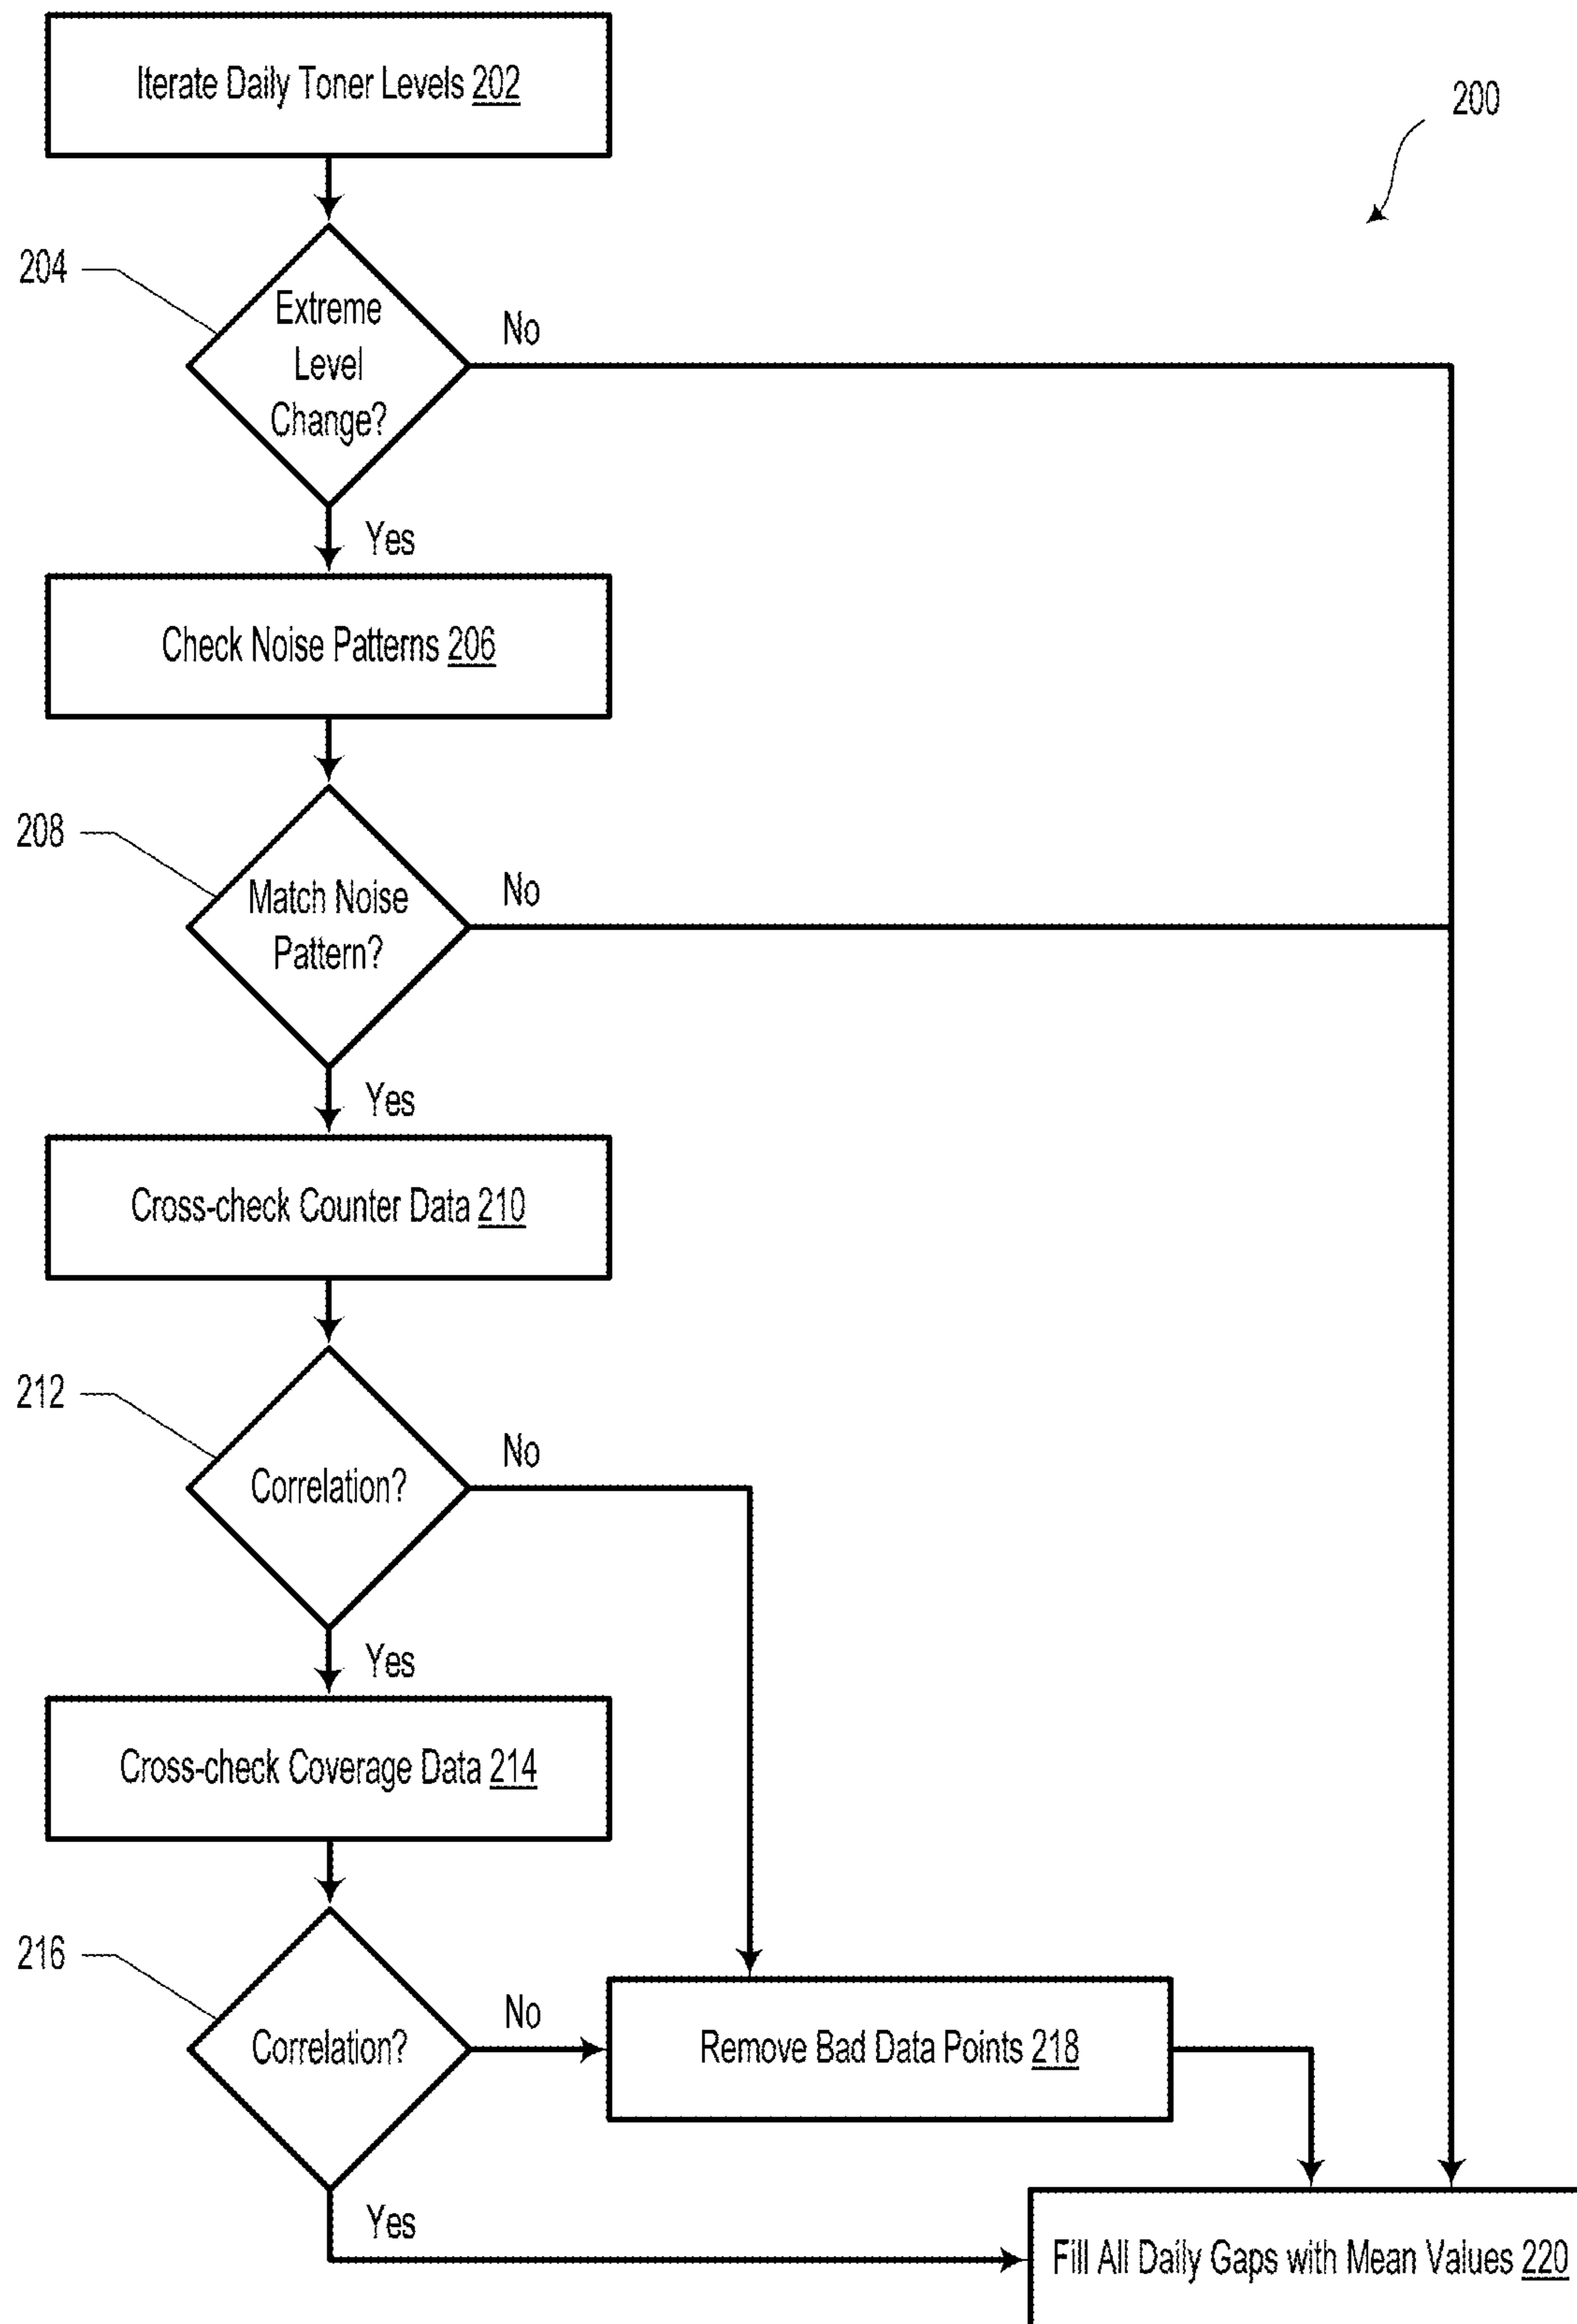 Iterate Daily Toner Levels 202
200
204
Extreme
Level
Change?
No
Yes
Check Noise Patterns 206
208
Match Noise
Pattern?
No
Yes
Cross-check Counter Data 210
212
Correlation?
No
Yes
Cross-check Coverage Data 214
216
Correlation?
No
Remove Bad Data Points 218
Yes
Fill All Daily Gaps with Mean Values 220